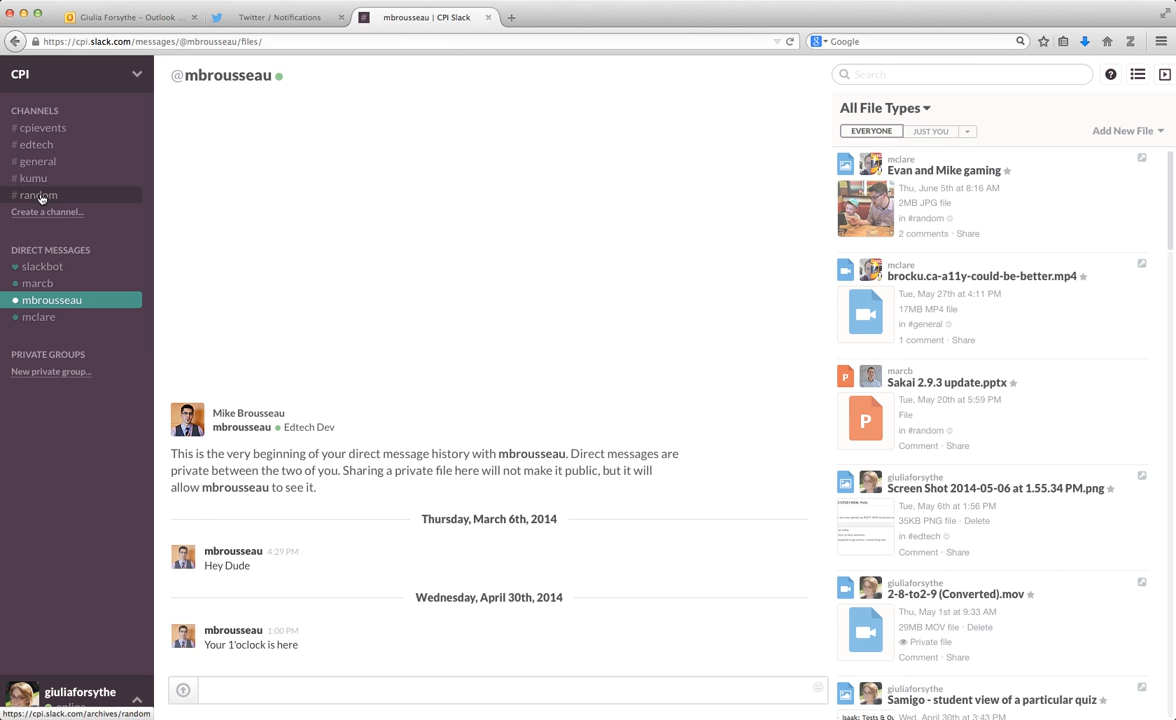 Giulia Forsythe – Outlook ...
Twitter / Notifications
mbrousseau | CPI Slack
https://cpi.slack.com/messages/@mbrousseau/files/
Google
CPI
CHANNELS
# cpievents
# edtech
# general
# kumu
# random
Create a channel...
DIRECT MESSAGES
slackbot
marcb
mbrousseau
mclare
PRIVATE GROUPS
New private group...
giuliaforsythe
online
https://cpi.slack.com/archives/random
@mbrousseau
Mike Brousseau
mbrousseau Edtech Dev
This is the very beginning of your direct message history with mbrousseau. Direct messages are
private between the two of you. Sharing a private file here will not make it public, but it will
allow mbrousseau to see it.
Thursday, March 6th, 2014
mbrousseau 4:29 PM
Hey Dude
Wednesday, April 30th, 2014
mbrousseau 1:00 PM
Your 1'oclock is here
Search
All File Types
EVERYONE JUST YOU
Add New File
mclare
Evan and Mike gaming
Thu, June 5th at 8:16 AM
2MB JPG file
in #random
2 comments · Share
mclare
brocku.ca-a11y-could-be-better.mp4
Tue, May 27th at 4:11 PM
17MB MP4 file
in #general
1 comment · Share
marcb
Sakai 2.9.3 update.pptx
Tue, May 20th at 5:59 PM
File
in #random
Comment · Share
giuliaforsythe
Screen Shot 2014-05-06 at 1.55.34 PM.png
Tue, May 6th at 1:56 PM
35KB PNG file · Delete
in #edtech
Comment · Share
giuliaforsythe
2-8-to2-9 (Converted).mov
Thu, May 1st at 9:33 AM
29MB MOV file · Delete
Private file
Comment · Share
giuliaforsythe
Samigo - student view of a particular quiz
Wed, April 30th at 3:43 PM